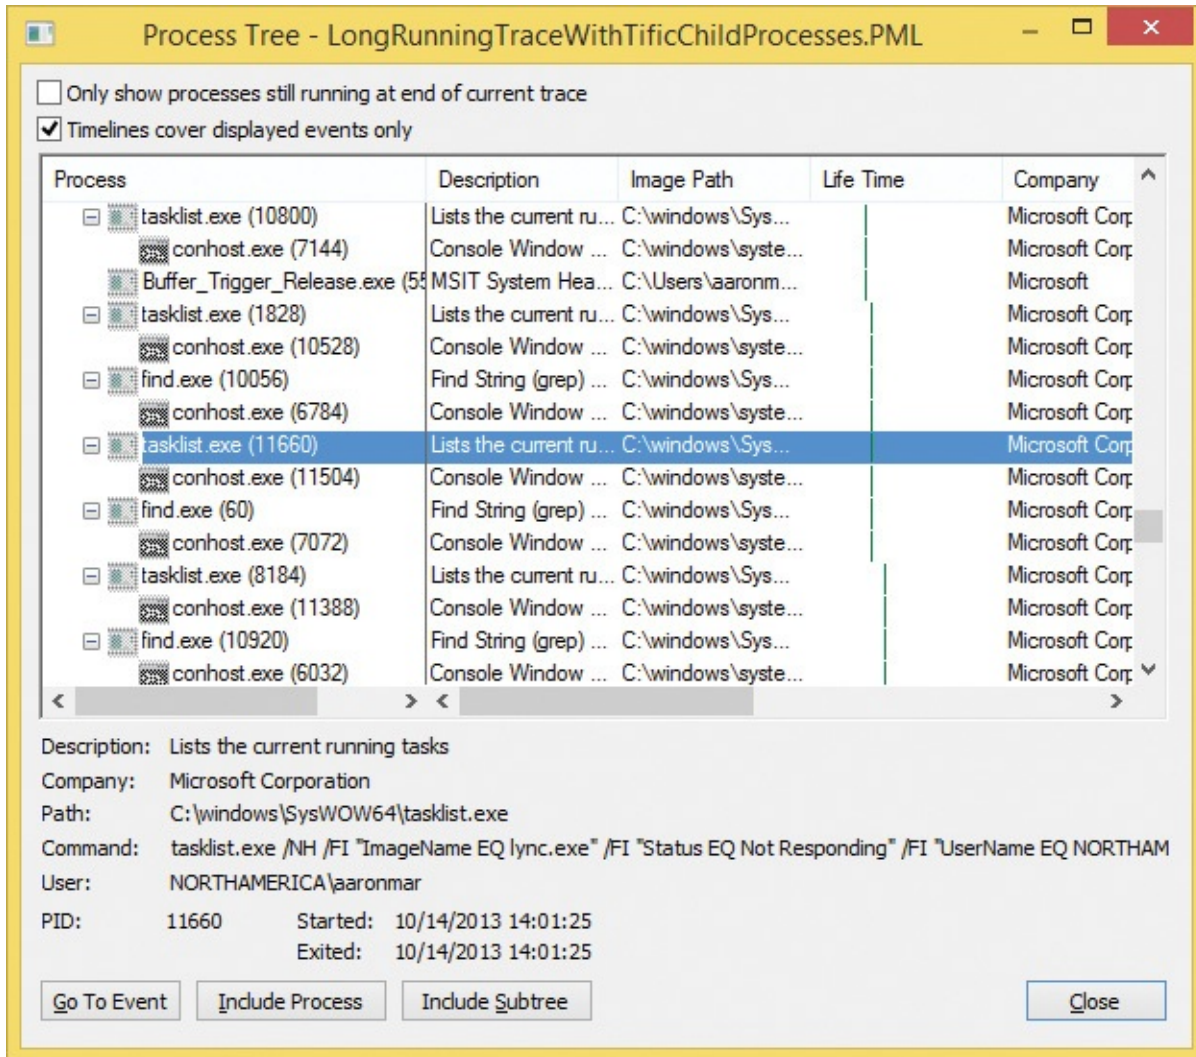 Process Tree - LongRunningTraceWithTificChildProcesses.PML
Only show processes still running at end of current trace
Timelines cover displayed events only
Process Description Image Path Life Time Company
tasklist.exe (10800) Lists the current ru... C:\windows\Sys... Microsoft Corp
conhost.exe (7144) Console Window ... C:\windows\syste... Microsoft Corp
Buffer_Trigger_Release.exe (55 MSIT System Hea... C:\Users\aaronm... Microsoft
tasklist.exe (1828) Lists the current ru... C:\windows\Sys... Microsoft Corp
conhost.exe (10528) Console Window ... C:\windows\syste... Microsoft Corp
find.exe (10056) Find String (grep) ... C:\windows\Sys... Microsoft Corp
conhost.exe (6784) Console Window ... C:\windows\syste... Microsoft Corp
tasklist.exe (11660) Lists the current ru... C:\windows\Sys... Microsoft Corp
conhost.exe (11504) Console Window ... C:\windows\syste... Microsoft Corp
find.exe (60) Find String (grep) ... C:\windows\Sys... Microsoft Corp
conhost.exe (7072) Console Window ... C:\windows\syste... Microsoft Corp
tasklist.exe (8184) Lists the current ru... C:\windows\Sys... Microsoft Corp
conhost.exe (11388) Console Window ... C:\windows\syste... Microsoft Corp
find.exe (10920) Find String (grep) ... C:\windows\Sys... Microsoft Corp
conhost.exe (6032) Console Window ... C:\windows\syste... Microsoft Corp
Description: Lists the current running tasks
Company: Microsoft Corporation
Path: C:\windows\SysWOW64\tasklist.exe
Command: tasklist.exe /NH /FI "ImageName EQ lync.exe" /FI "Status EQ Not Responding" /FI "UserName EQ NORTHAM
User: NORTHAMERICA\aaronmar
PID: 11660 Started: 10/14/2013 14:01:25
Exited: 10/14/2013 14:01:25
Go To Event Include Process Include Subtree Close